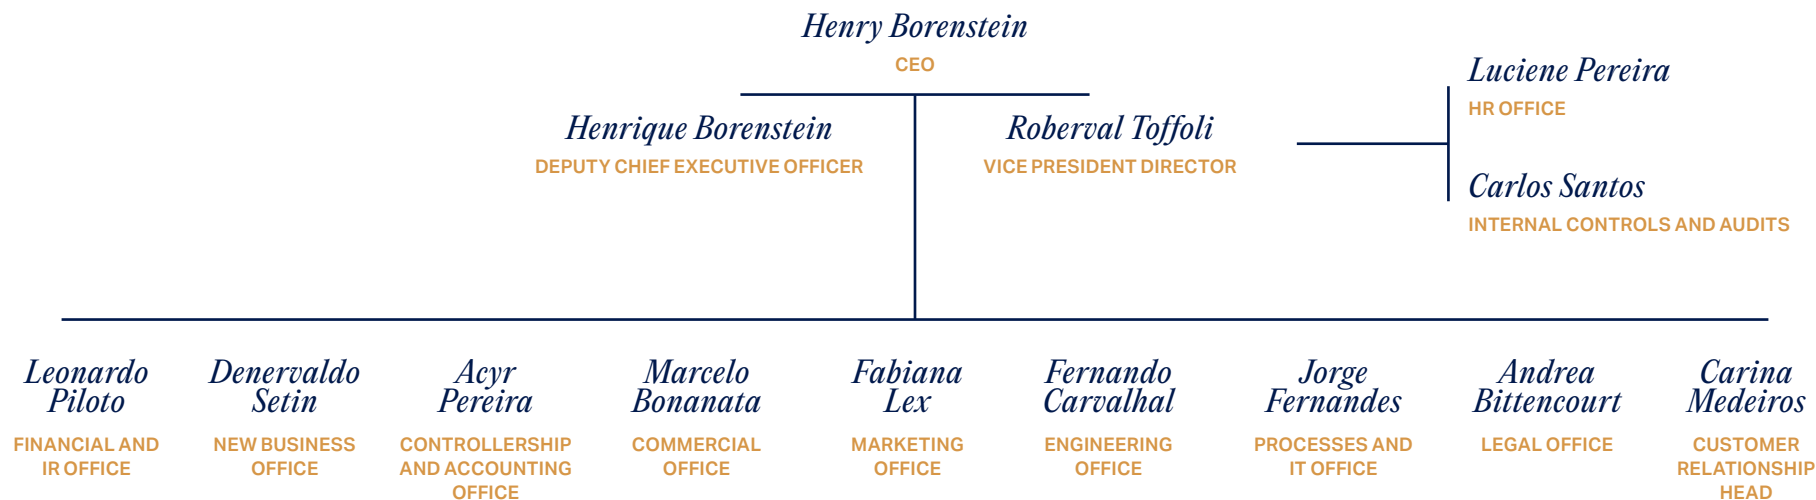 Henry Borenstein
CEO
Luciene Pereira
HR OFFICE
Henrique Borenstein
DEPUTY CHIEF EXECUTIVE OFFICER
Roberval Toffoli
VICE PRESIDENT DIRECTOR
Carlos Santos
INTERNAL CONTROLS AND AUDITS
Leonardo
Piloto
FINANCIAL AND
IR OFFICE
Denervaldo
Setin
NEW BUSINESS
OFFICE
Acyr
Pereira
CONTROLLERSHIP
AND ACCOUNTING
OFFICE
Marcelo
Bonanata
COMMERCIAL
OFFICE
Fabiana
Lex
MARKETING
OFFICE
Fernando
Carvalhal
ENGINEERING
OFFICE
Jorge
Fernandes
PROCESSES AND
IT OFFICE
Andrea
Bittencourt
LEGAL OFFICE
Carina
Medeiros
CUSTOMER
RELATIONSHIP
HEAD